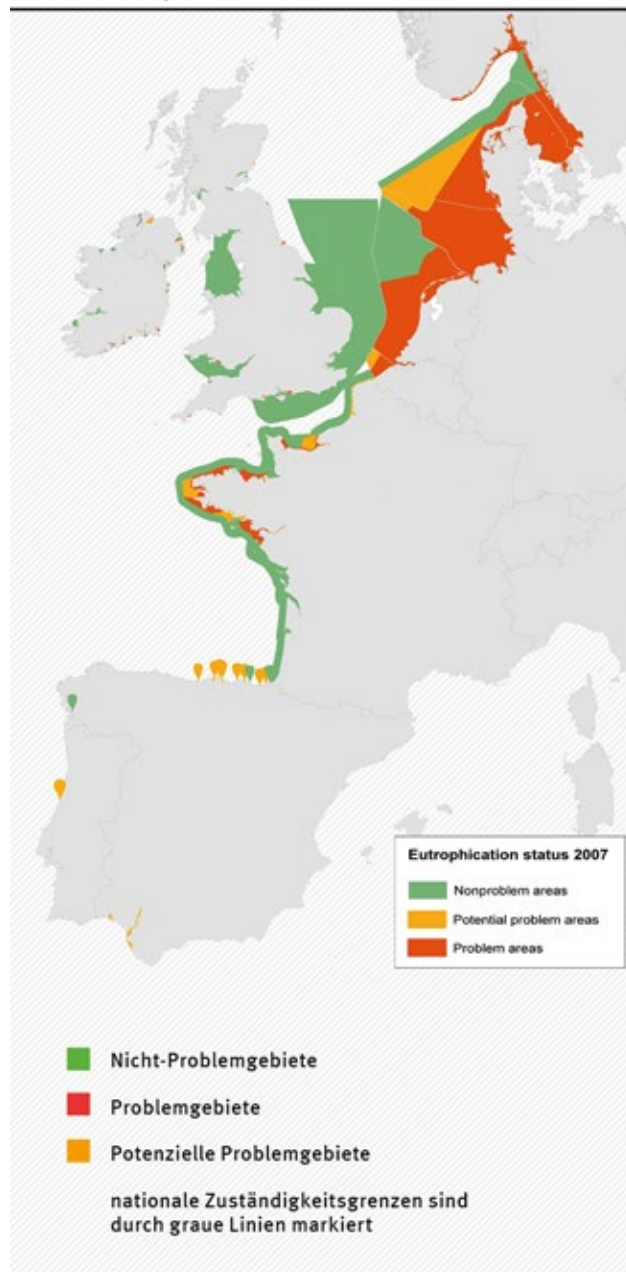 Eutrophication status 2007
Nonproblem areas
Potential problem areas
Problem areas
Nicht-Problemgebiete
Problemgebiete
Potenzielle Problemgebiete
nationale Zuständigkeitsgrenzen sind
durch graue Linien markiert